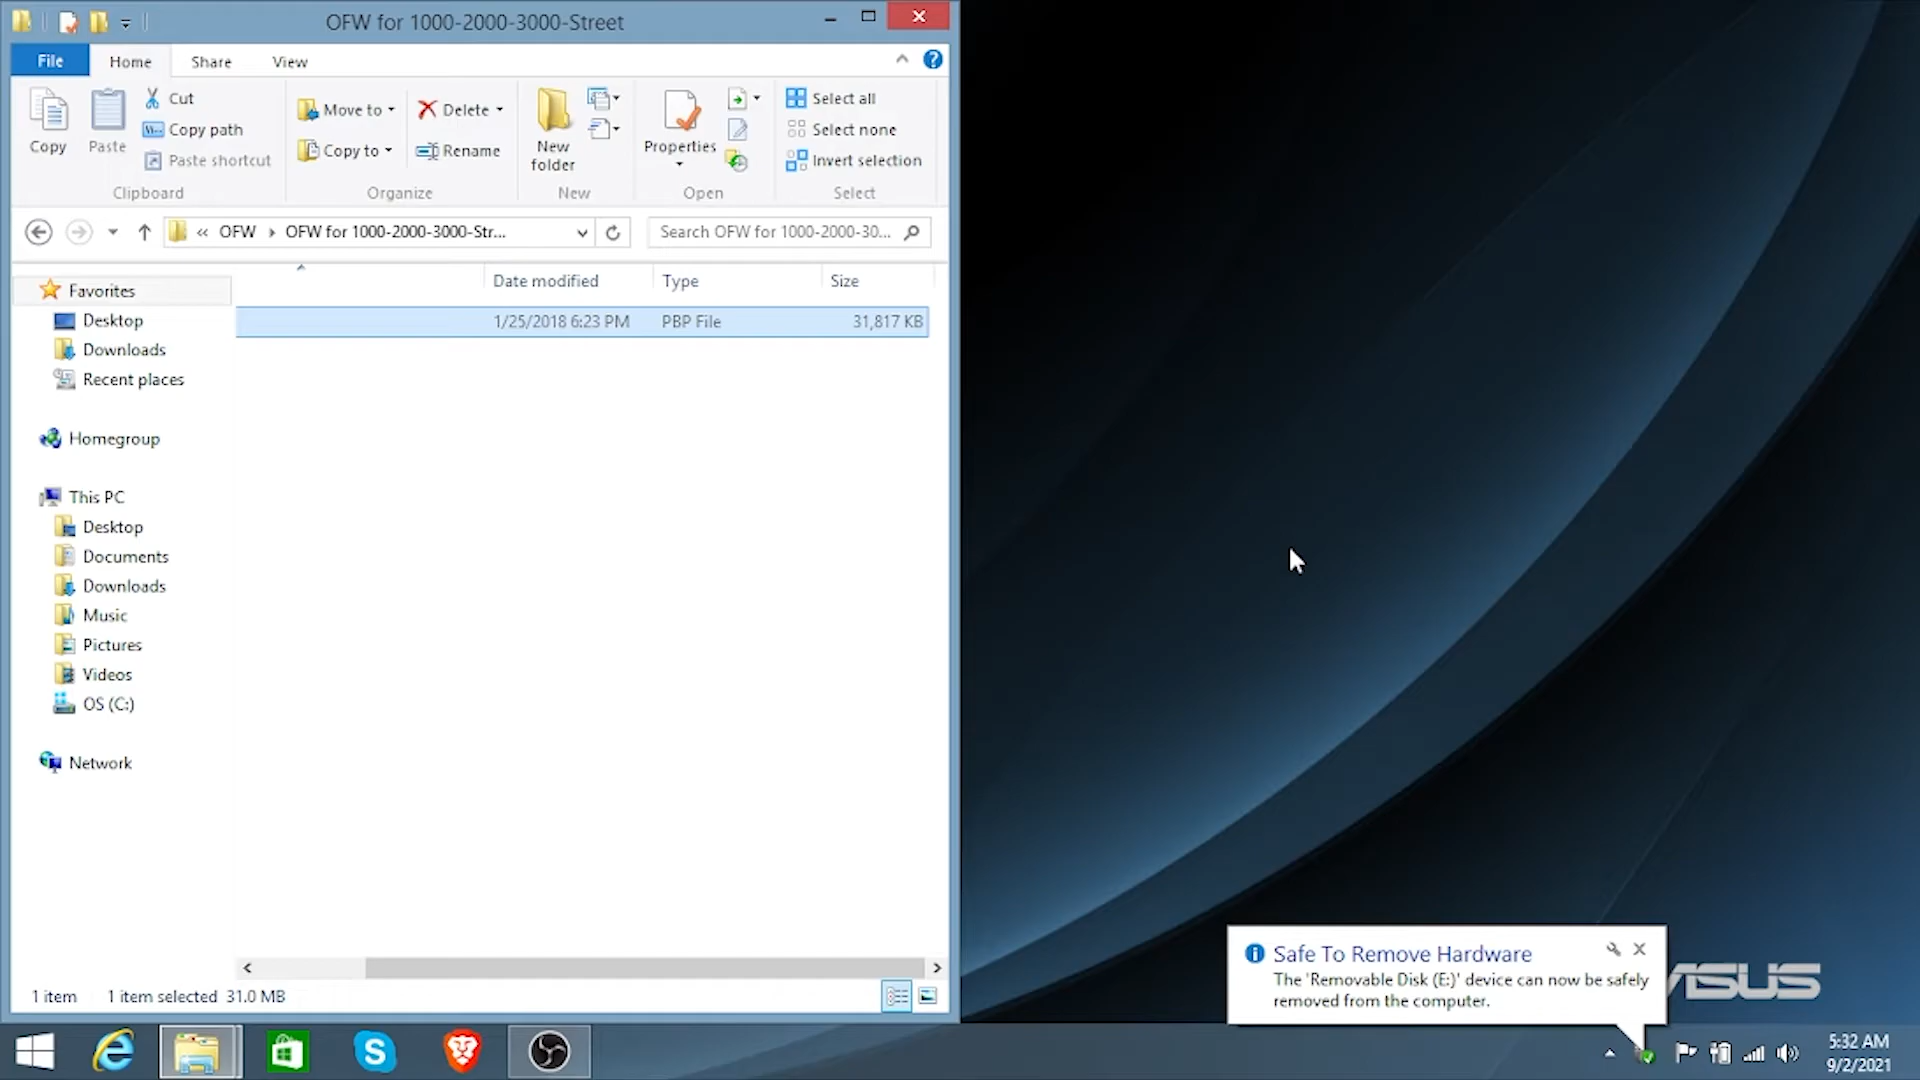 OFW for 1000-2000-3000-Street
File
Home
Share
View
Copy
Paste
Cut
Copy path
Paste shortcut
Clipboard
Move to
Copy to
Delete
Rename
Organize
New folder
New
Properties
Open
Select all
Select none
Invert selection
Select
« OFW › OFW for 1000-2000-3000-Str...
Search OFW for 1000-2000-30...
Date modified
Type
Size
1/25/2018 6:23 PM
PBP File
31,817 KB
Favorites
Desktop
Downloads
Recent places
Homegroup
This PC
Desktop
Documents
Downloads
Music
Pictures
Videos
OS (C:)
Network
1 item
1 item selected 31.0 MB
Safe To Remove Hardware
The 'Removable Disk (E:)' device can now be safely
removed from the computer.
ASUS
5:32 AM
9/2/2021